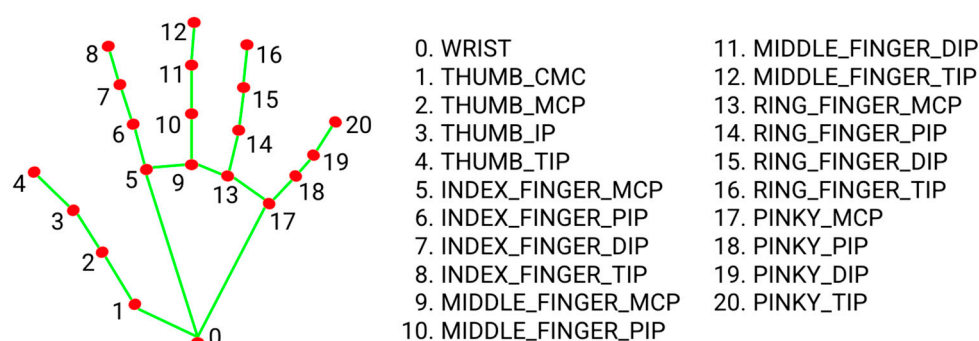 12
8
16
11
7
15
10
20
6
14
19
4
5
9
13
18
3
17
2
1
0
0. WRIST
1. THUMB_CMC
2. THUMB_MCP
3. THUMB_IP
4. THUMB_TIP
5. INDEX_FINGER_MCP
6. INDEX_FINGER_PIP
7. INDEX_FINGER_DIP
8. INDEX_FINGER_TIP
9. MIDDLE_FINGER_MCP
10. MIDDLE_FINGER_PIP
11. MIDDLE_FINGER_DIP
12. MIDDLE_FINGER_TIP
13. RING_FINGER_MCP
14. RING_FINGER_PIP
15. RING_FINGER_DIP
16. RING_FINGER_TIP
17. PINKY_MCP
18. PINKY_PIP
19. PINKY_DIP
20. PINKY_TIP